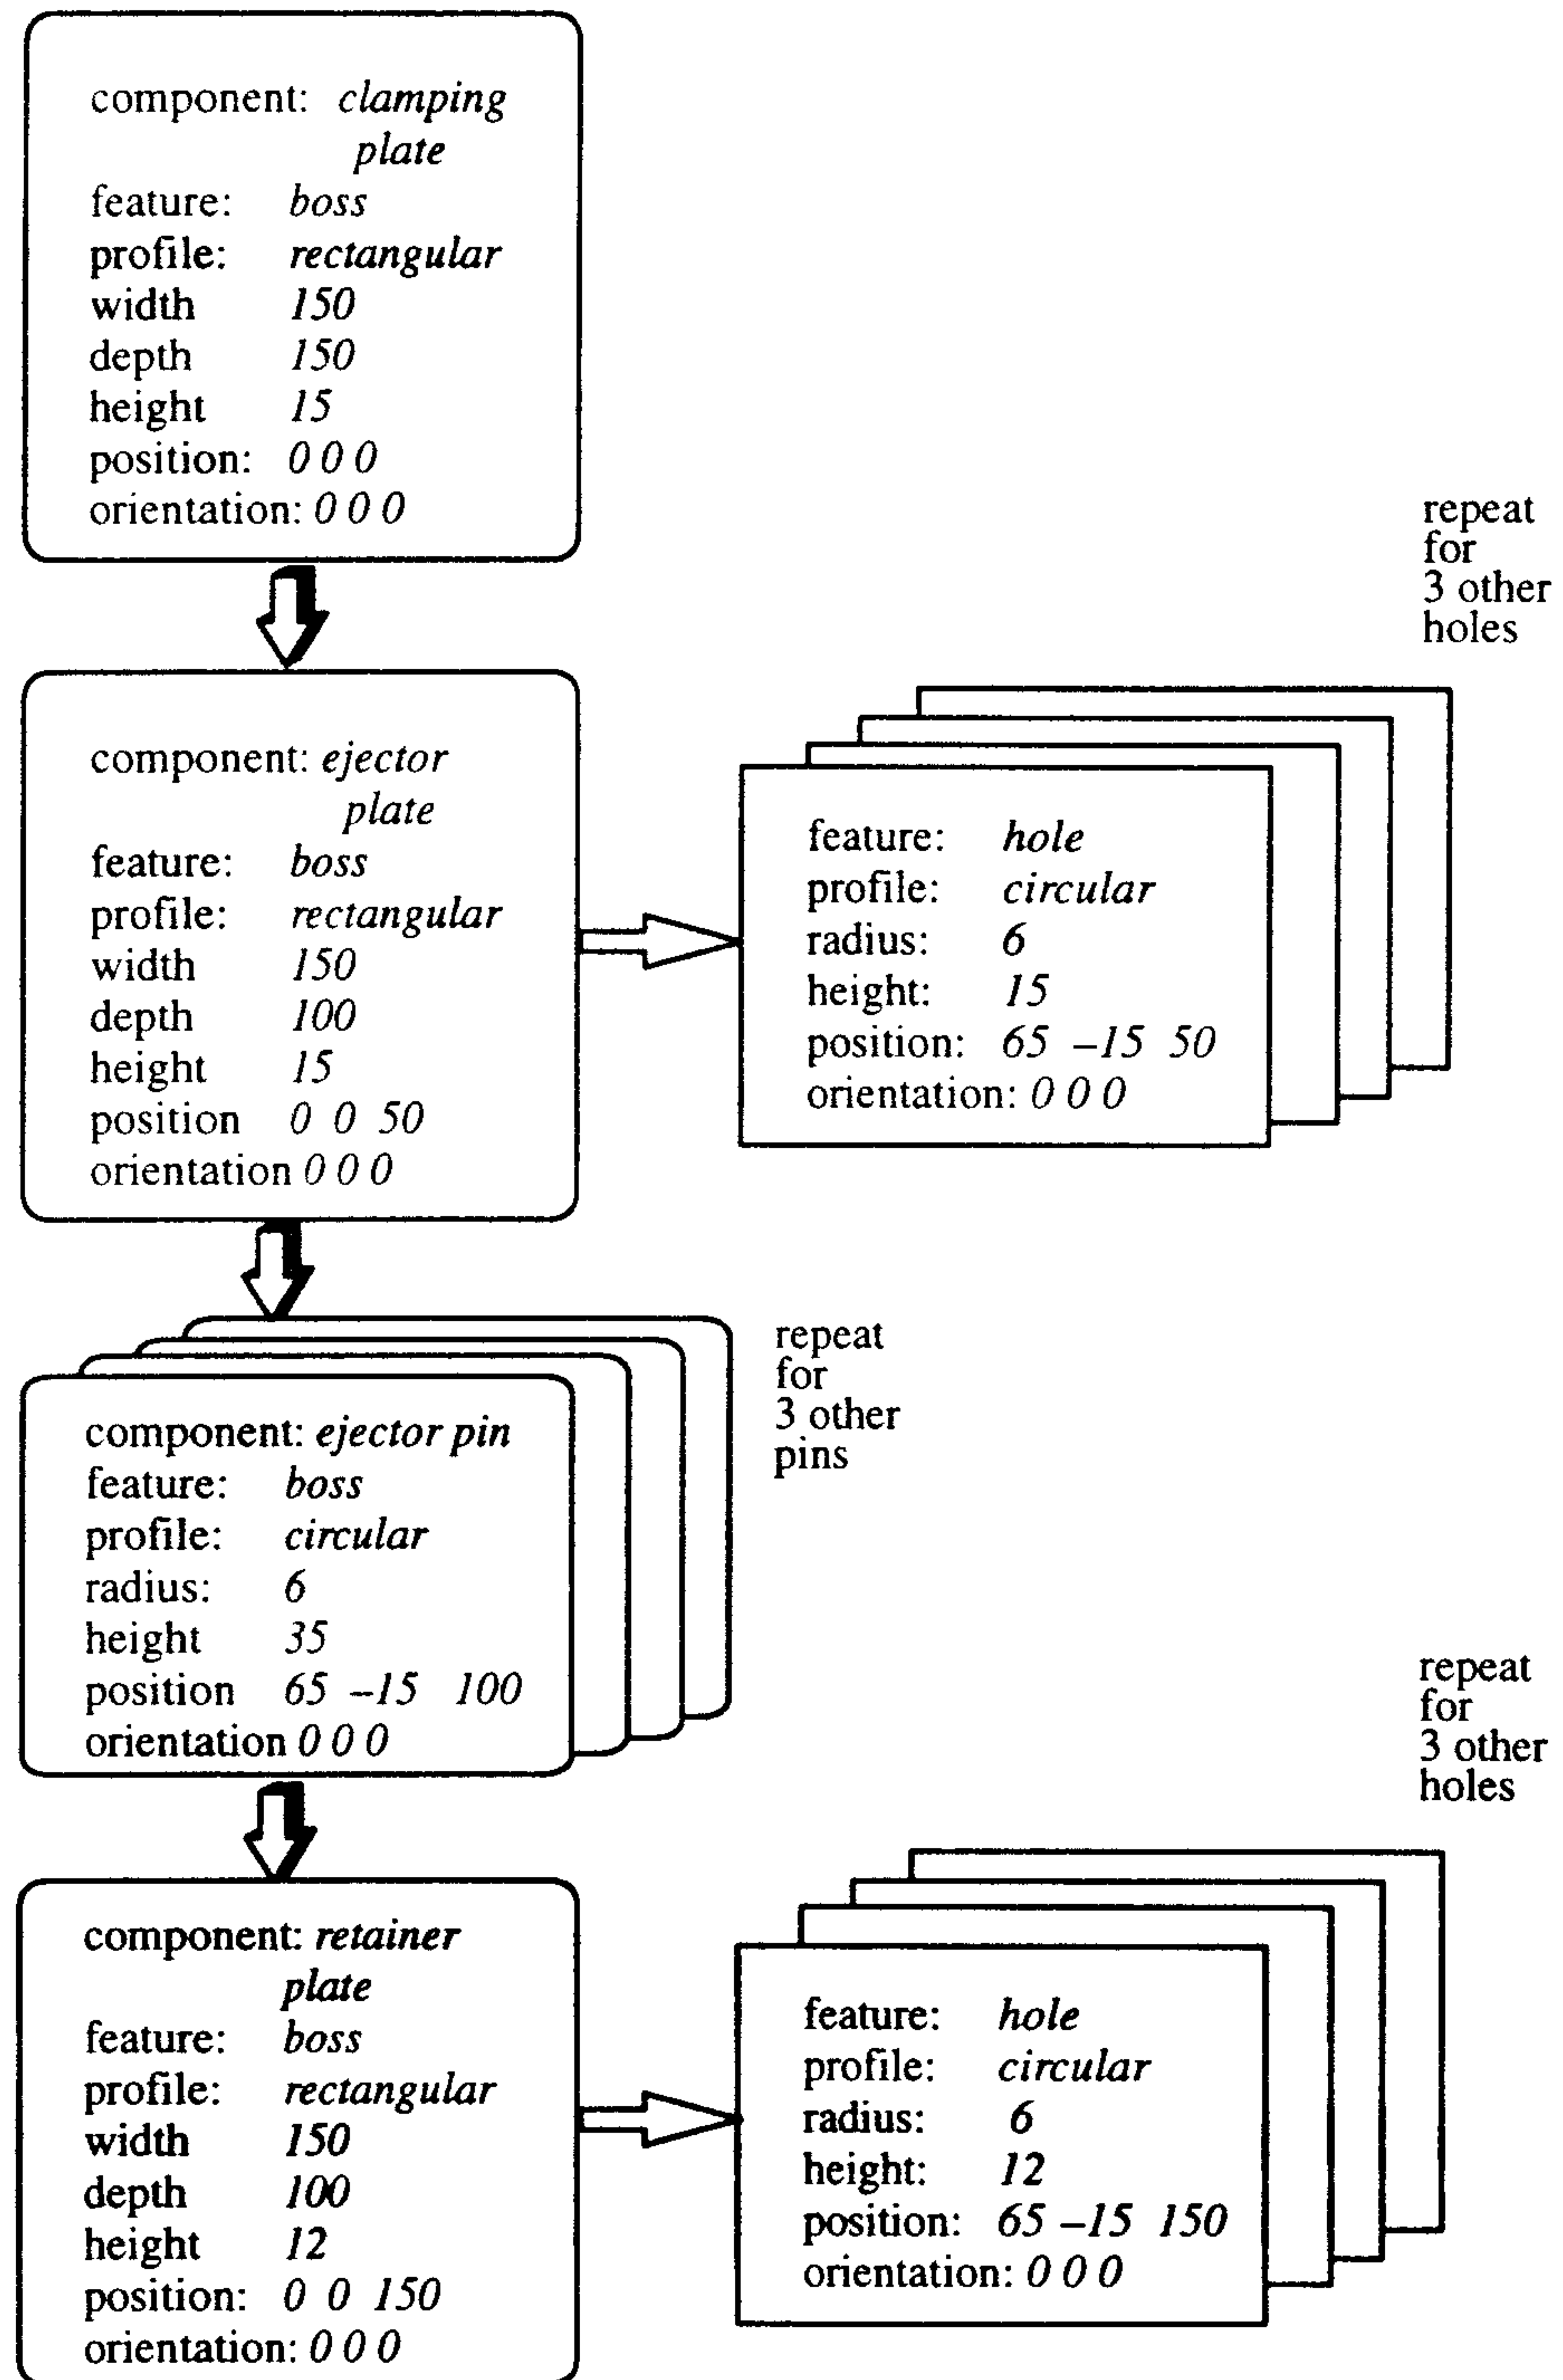 component: clamping
plate
feature: boss
profile: rectangular
width 150
depth 150
height 15
position: 0 0 0
orientation: 0 0 0
repeat
for
3 other
holes
component: ejector
plate
feature: boss
profile: rectangular
width 150
depth 100
height 15
position 0 0 50
orientation 0 0 0
feature: hole
profile: circular
radius: 6
height: 15
position: 65 –15 50
orientation: 0 0 0
repeat
for
3 other
pins
component: ejector pin
feature: boss
profile: circular
radius: 6
height 35
position 65 –15 100
orientation 0 0 0
repeat
for
3 other
holes
component: retainer
plate
feature: boss
profile: rectangular
width 150
depth 100
height 12
position: 0 0 150
orientation: 0 0 0
feature: hole
profile: circular
radius: 6
height: 12
position: 65 –15 150
orientation: 0 0 0